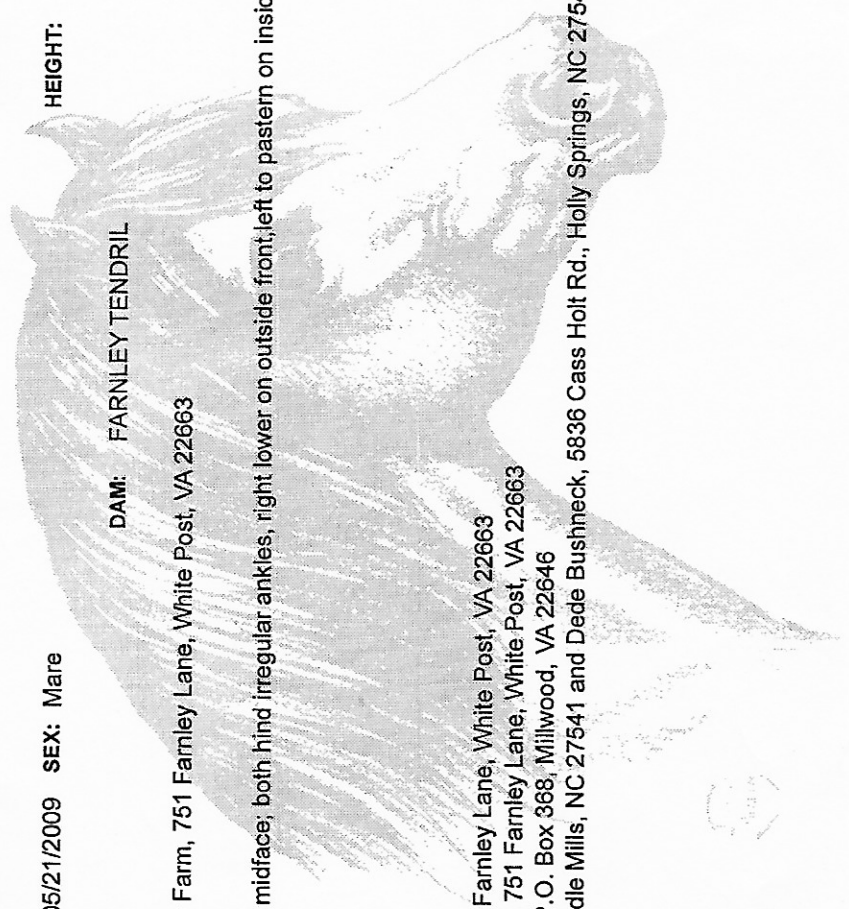 05/21/2009 SEX: Mare HEIGHT:
DAM: FARNLEY TENDRIL
Farm, 751 Farnley Lane, White Post, VA 22663
midface; both hind irregular ankles, right lower on outside front,left to pastern on insid
Farnley Lane, White Post, VA 22663
751 Farnley Lane, White Post, VA 22663
P.O. Box 368, Millwood, VA 22646
dle Mills, NC 27541 and Dede Bushneck, 5836 Cass Holt Rd., Holly Springs, NC 2754